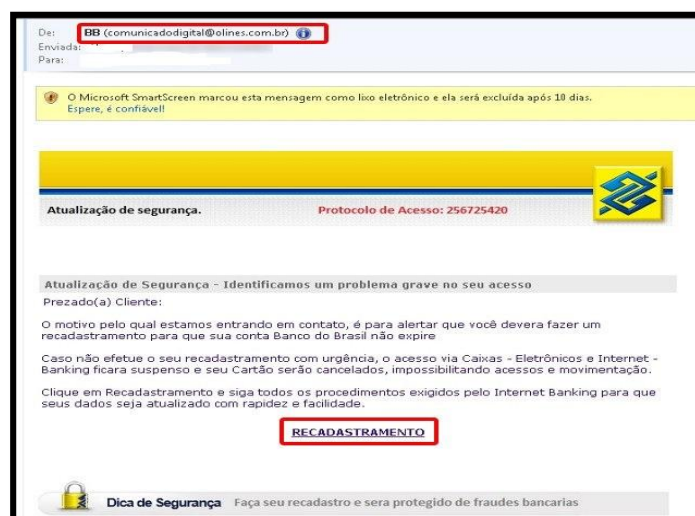 De: BB (comunicadodigital@olines.com.br)
Enviada:
Para:
O Microsoft SmartScreen marcou esta mensagem como lixo eletrônico e ela será excluída após 10 dias.
Espere, é confiável!
Atualização de segurança. Protocolo de Acesso: 256725420
Atualização de Segurança - Identificamos um problema grave no seu acesso
Prezado(a) Cliente:
O motivo pelo qual estamos entrando em contato, é para alertar que você devera fazer um
recadastramento para que sua conta Banco do Brasil não expire
Caso não efetue o seu recadastramento com urgência, o acesso via Caixas - Eletrônicos e Internet -
Banking ficara suspenso e seu Cartão serão cancelados, impossibilitando acessos e movimentação.
Clique em Recadastramento e siga todos os procedimentos exigidos pelo Internet Banking para que
seus dados seja atualizado com rapidez e facilidade.
RECADASTRAMENTO
Dica de Segurança Faça seu recadastro e sera protegido de fraudes bancarias